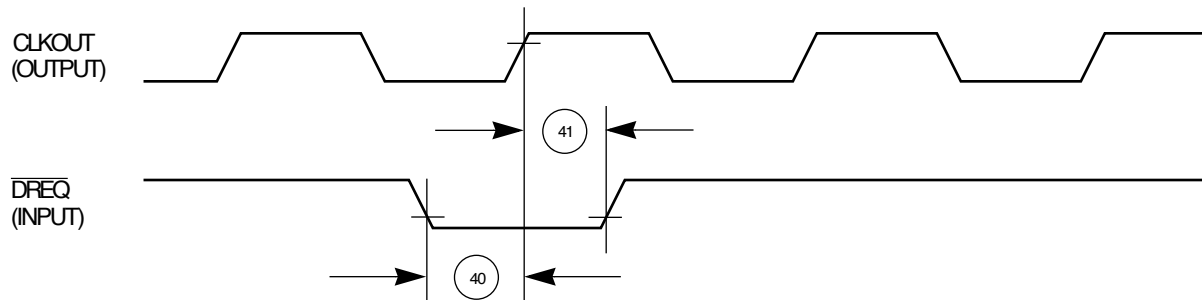 CLKOUT
(OUTPUT)
41
DREQ
(INPUT)
40